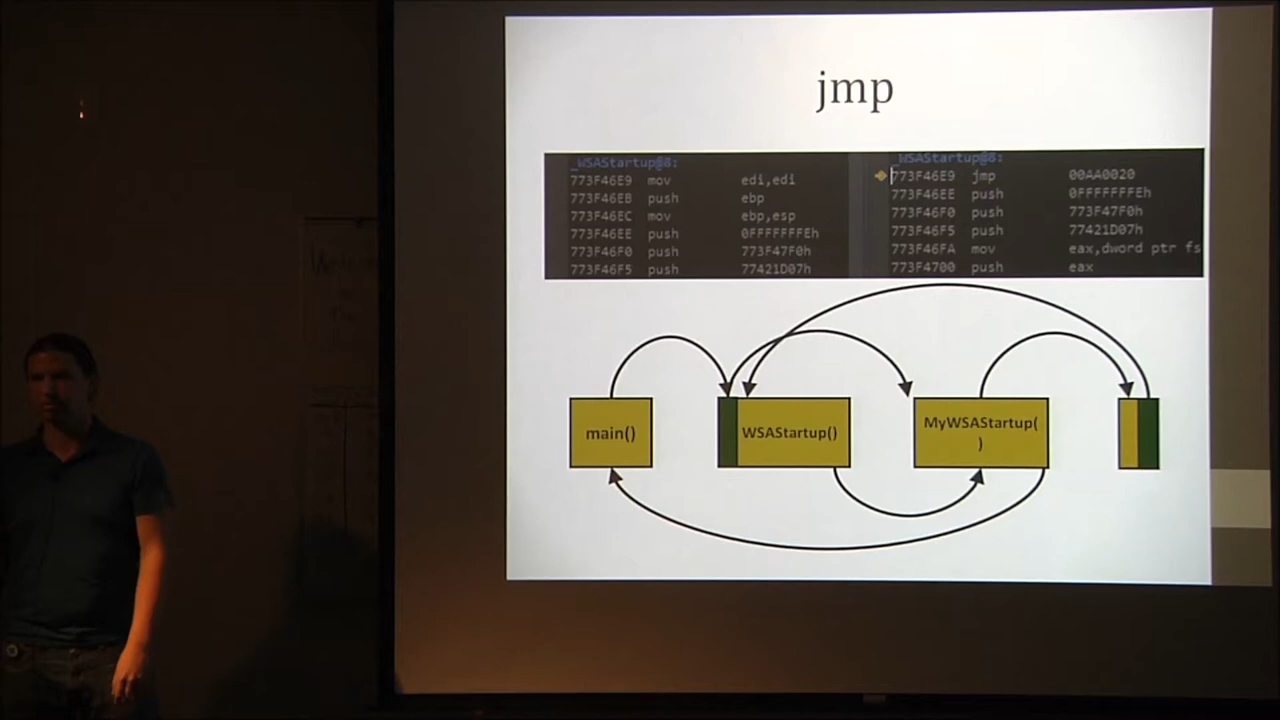 jmp
_WSAStartup@8:
773F46E9 mov edi,edi
773F46EB push ebp
773F46EC mov ebp,esp
773F46EE push 0FFFFFFFEh
773F46F0 push 773F47F0h
773F46F5 push 77421D07h
_WSAStartup@8:
773F46E9 jmp 00AA0020
773F46EE push 0FFFFFFFEh
773F46F0 push 773F47F0h
773F46F5 push 77421D07h
773F46FA mov eax,dword ptr fs
773F4700 push eax
main()
WSAStartup()
MyWSAStartup(
)